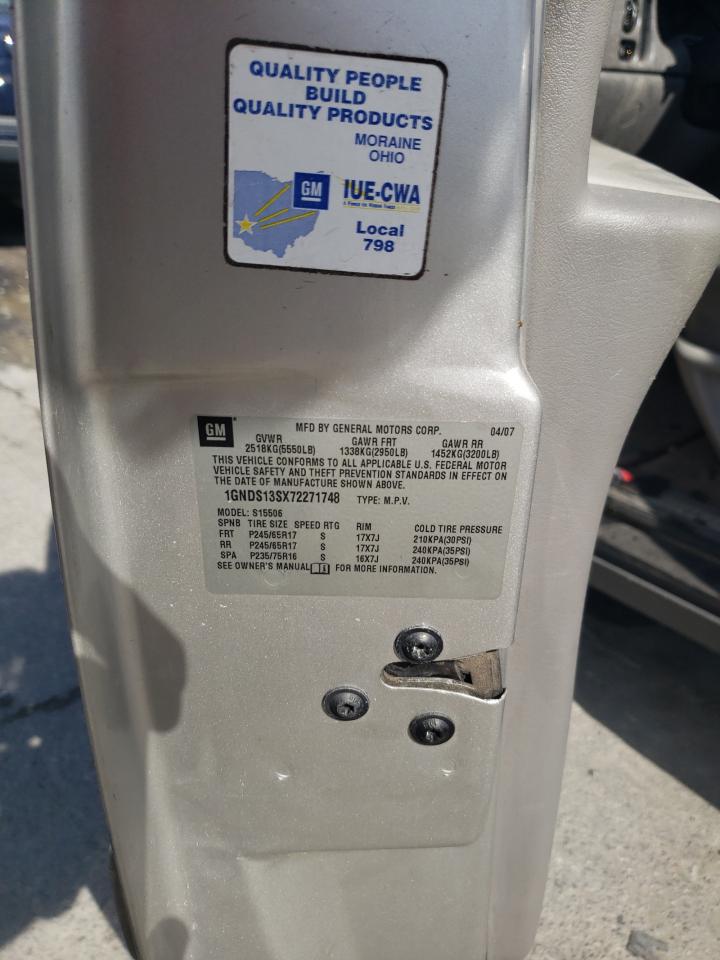 QUALITY PEOPLE
BUILD
QUALITY PRODUCTS
MORAINE
OHIO
GM
IUE-CWA
Local
798
GM
MFD BY GENERAL MOTORS CORP. 04/07
GVWR GAWR FRT GAWR RR
2518KG(5550LB) 1338KG(2950LB) 1452KG(3200LB)
THIS VEHICLE CONFORMS TO ALL APPLICABLE U.S. FEDERAL MOTOR
VEHICLE SAFETY AND THEFT PREVENTION STANDARDS IN EFFECT ON
THE DATE OF MANUFACTURE SHOWN ABOVE.
1GNDS13SX72271748 TYPE: M.P.V.
MODEL: S15506
SPNB TIRE SIZE SPEED RTG RIM COLD TIRE PRESSURE
FRT P245/65R17 S 17X7J 210KPA(30PSI)
RR P245/65R17 S 17X7J 240KPA(35PSI)
SPA P235/75R16 S 16X7J 240KPA(35PSI)
SEE OWNER'S MANUAL FOR MORE INFORMATION.